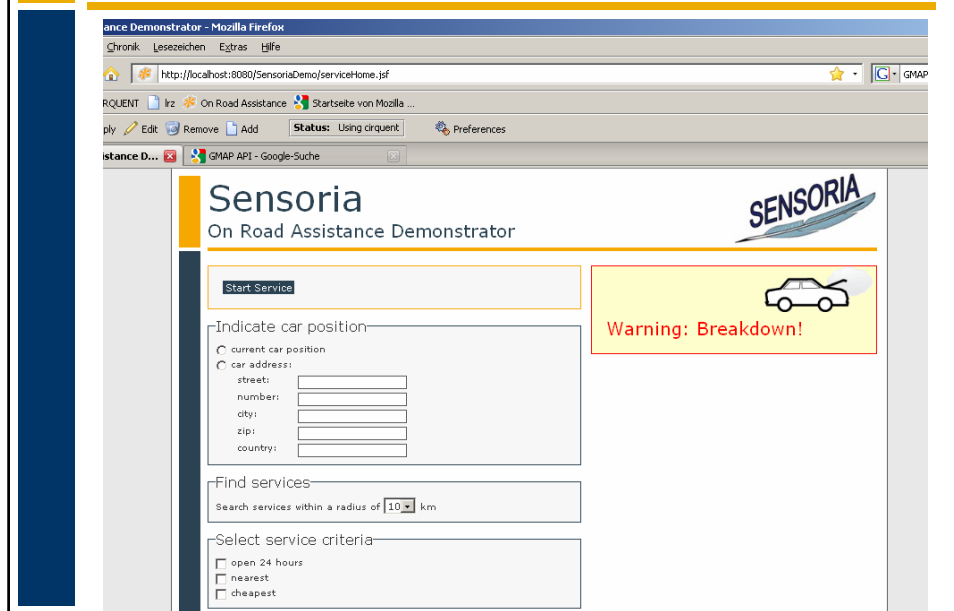 ance Demonstrator - Mozilla Firefox
Chronik Lesezeichen Extras Hilfe
http://localhost:8080/SensoriaDemo/serviceHome.jsf
G GMAP
RQUENT lrz On Road Assistance Startseite von Mozilla ...
ply Edit Remove Add Status: Using cirquent Preferences
istance D... GMAP API - Google-Suche
Sensoria
SENSORIA
On Road Assistance Demonstrator
Start Service
Warning: Breakdown!
Indicate car position
current car position
car address:
street:
number:
city:
zip:
country:
Find services
Search services within a radius of 10 km
Select service criteria
open 24 hours
nearest
cheapest